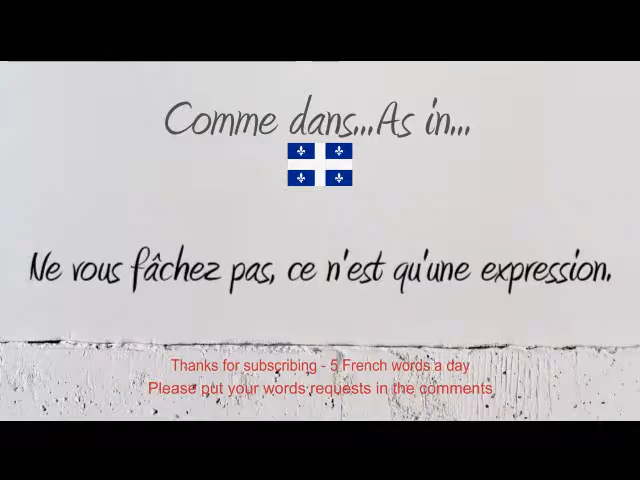 Comme dans...As in...
Ne vous fâchez pas, ce n'est qu'une expression.
Thanks for subscribing - 5 French words a day
Please put your words requests in the comments